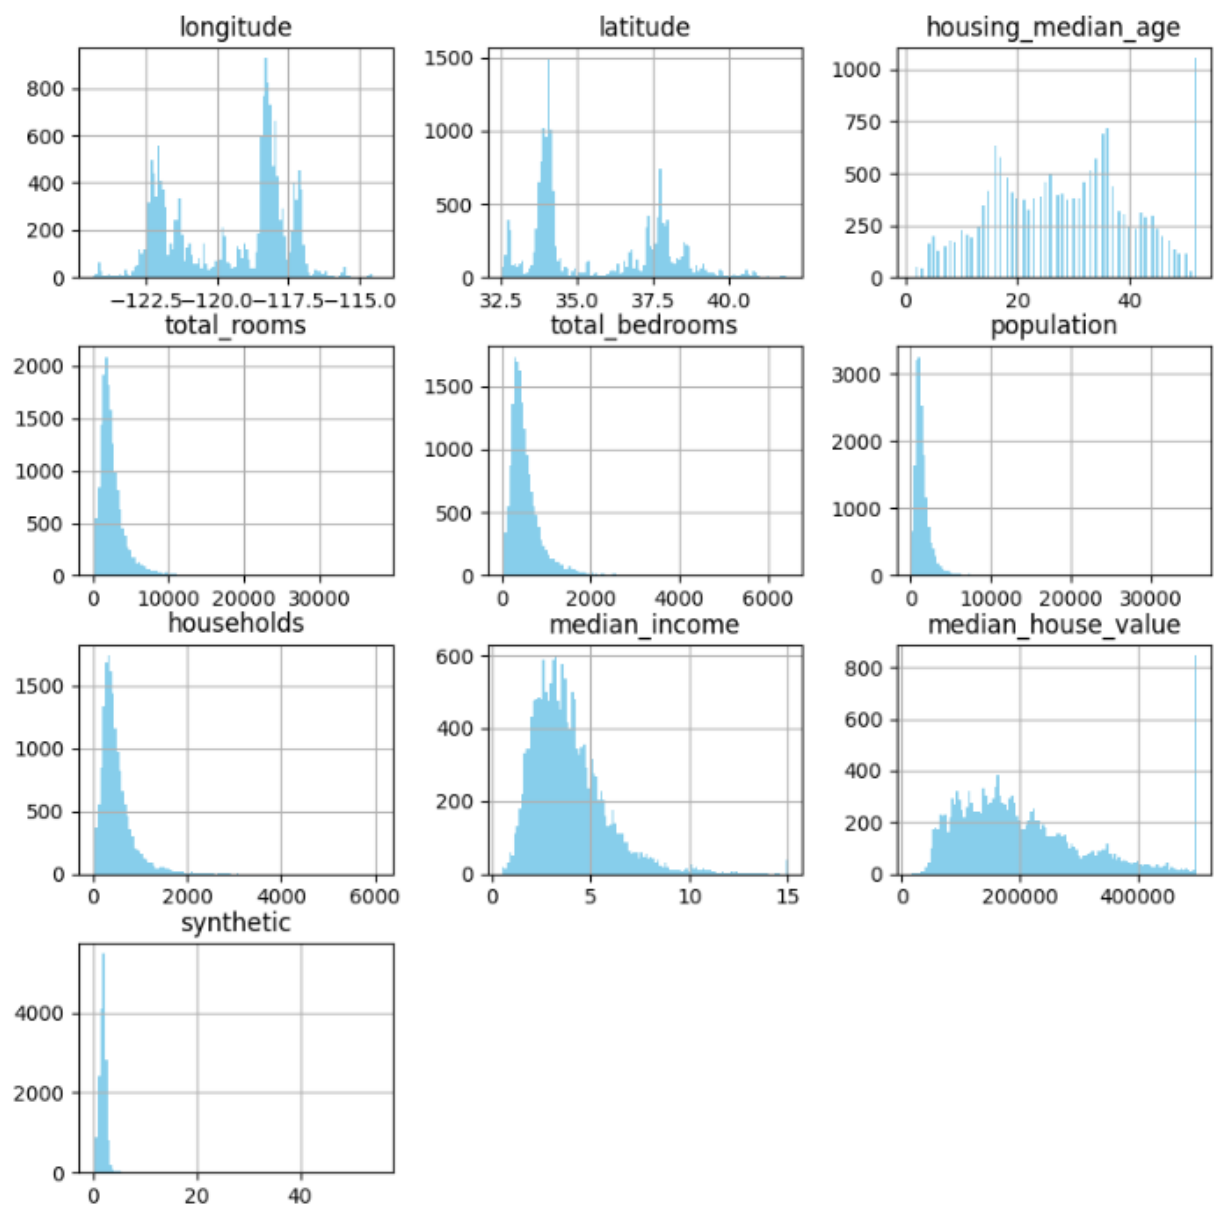 longitude
800
600
400
200
0
−122.5 −120.0 −117.5 −115.0
latitude
1500
1000
500
0
32.5 35.0 37.5 40.0
housing_median_age
1000
750
500
250
0
0 20 40
total_rooms
2000
1500
1000
500
0
0 10000 20000 30000
total_bedrooms
1500
1000
500
0
0 2000 4000 6000
population
3000
2000
1000
0
0 10000 20000 30000
households
1500
1000
500
0
0 2000 4000 6000
median_income
600
400
200
0
0 5 10 15
median_house_value
800
600
400
200
0
0 200000 400000
synthetic
4000
2000
0
0 20 40